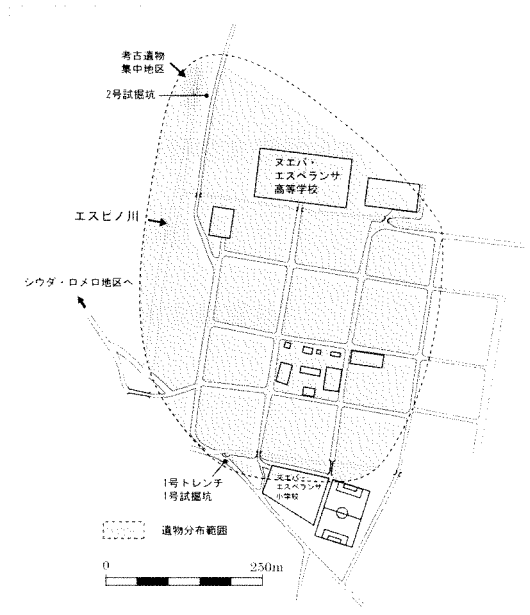 考古遺物
集中地区
2号試掘坑
ヌエバ・
エスペランサ
高等学校
エスピノ川
シウダ・ロメロ地区へ
1号トレンチ
1号試掘坑
ヌエバ・
エスペランサ
小学校
遺物分布範囲
0
250m